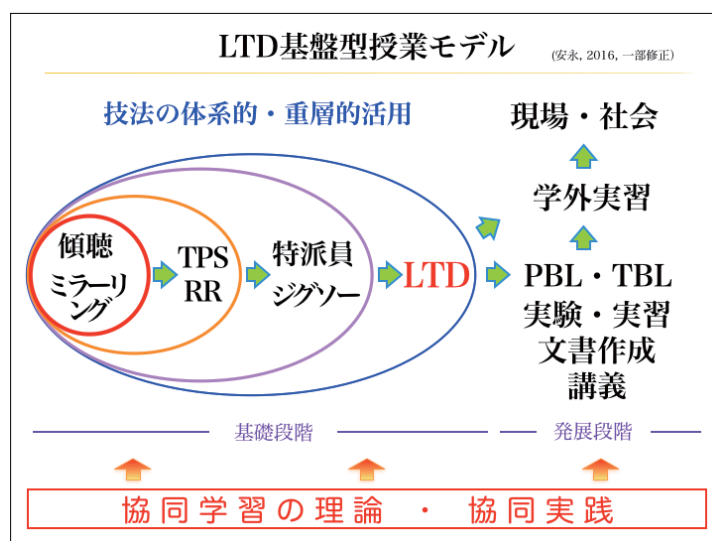 LTD基盤型授業モデル
(安永, 2016, 一部修正)
技法の体系的・重層的活用
傾聴
ミラーリ
ング
TPS
RR
特派員
ジグソー
LTD
現場・社会
学外実習
PBL・TBL
実験・実習
文書作成
講義
基礎段階
発展段階
協同学習の理論 ・ 協同実践